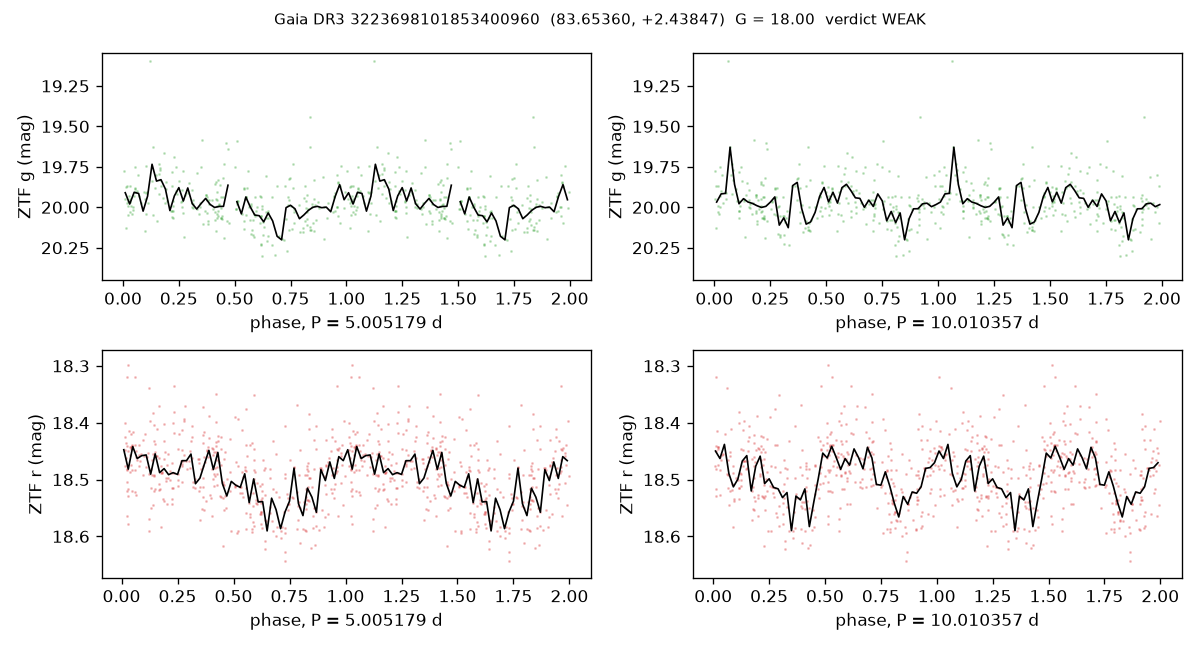 Gaia DR3 3223698101853400960  (83.65360, +2.43847)  G = 18.00  verdict WEAK
ZTF g (mag)
19.25
19.50
19.75
20.00
20.25
0.00 0.25 0.50 0.75 1.00 1.25 1.50 1.75 2.00
phase, P = 5.005179 d
ZTF g (mag)
19.25
19.50
19.75
20.00
20.25
0.00 0.25 0.50 0.75 1.00 1.25 1.50 1.75 2.00
phase, P = 10.010357 d
ZTF r (mag)
18.3
18.4
18.5
18.6
0.00 0.25 0.50 0.75 1.00 1.25 1.50 1.75 2.00
phase, P = 5.005179 d
ZTF r (mag)
18.3
18.4
18.5
18.6
0.00 0.25 0.50 0.75 1.00 1.25 1.50 1.75 2.00
phase, P = 10.010357 d